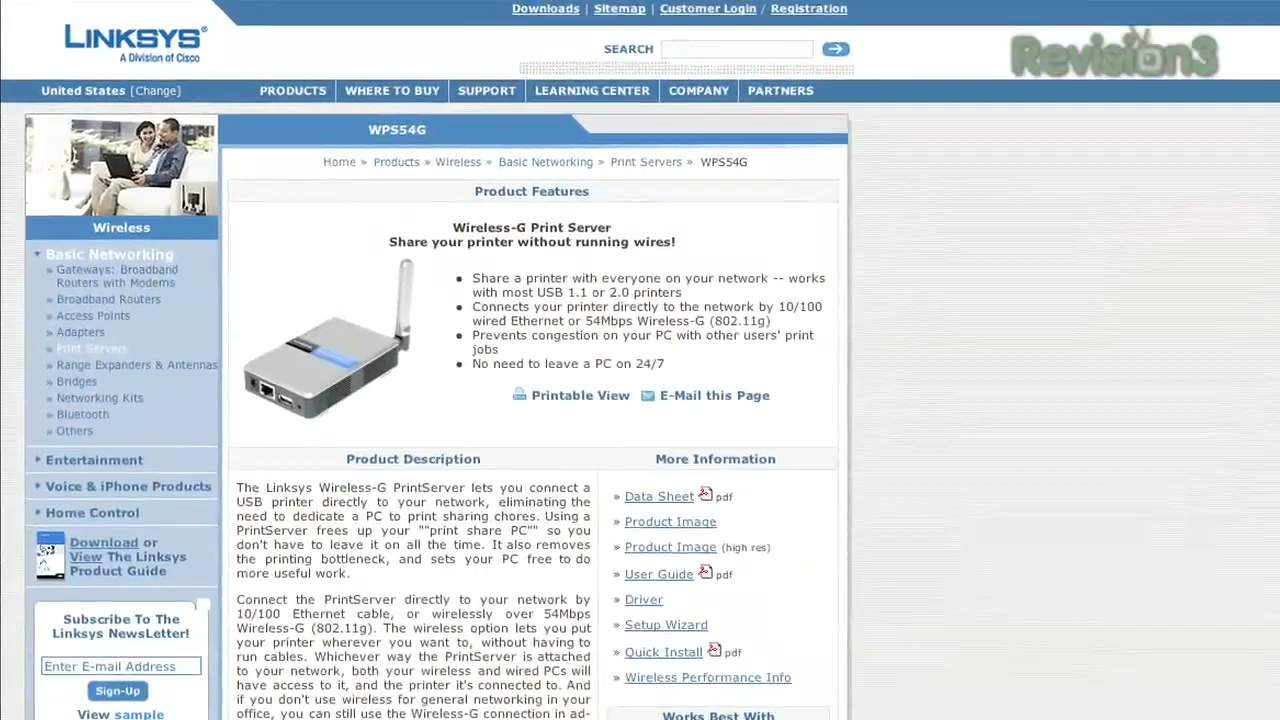 Downloads | Sitemap | Customer Login / Registration
LINKSYS®
A Division of Cisco
SEARCH
Revision3
United States [Change]
PRODUCTS
WHERE TO BUY
SUPPORT
LEARNING CENTER
COMPANY
PARTNERS
WPS54G
Home » Products » Wireless » Basic Networking » Print Servers » WPS54G
Wireless
Basic Networking
» Gateways: Broadband
Routers with Modems
» Broadband Routers
» Access Points
» Adapters
» Print Servers
» Range Expanders & Antennas
» Bridges
» Networking Kits
» Bluetooth
» Others
Entertainment
Voice & iPhone Products
Home Control
Download or
View The Linksys
Product Guide
Subscribe To The
Linksys NewsLetter!
Enter E-mail Address
Sign-Up
View sample
Product Features
Wireless-G Print Server
Share your printer without running wires!
• Share a printer with everyone on your network -- works
with most USB 1.1 or 2.0 printers
• Connects your printer directly to the network by 10/100
wired Ethernet or 54Mbps Wireless-G (802.11g)
• Prevents congestion on your PC with other users' print
jobs
• No need to leave a PC on 24/7
Printable View
E-Mail this Page
Product Description
The Linksys Wireless-G PrintServer lets you connect a
USB printer directly to your network, eliminating the
need to dedicate a PC to print sharing chores. Using a
PrintServer frees up your ""print share PC"" so you
don't have to leave it on all the time. It also removes
the printing bottleneck, and sets your PC free to do
more useful work.
Connect the PrintServer directly to your network by
10/100 Ethernet cable, or wirelessly over 54Mbps
Wireless-G (802.11g). The wireless option lets you put
your printer wherever you want to, without having to
run cables. Whichever way the PrintServer is attached
to your network, both your wireless and wired PCs will
have access to it, and the printer it's connected to. And
if you don't use wireless for general networking in your
office, you can still use the Wireless-G connection in ad-
More Information
» Data Sheet pdf
» Product Image
» Product Image (high res)
» User Guide pdf
» Driver
» Setup Wizard
» Quick Install pdf
» Wireless Performance Info
Works Best With